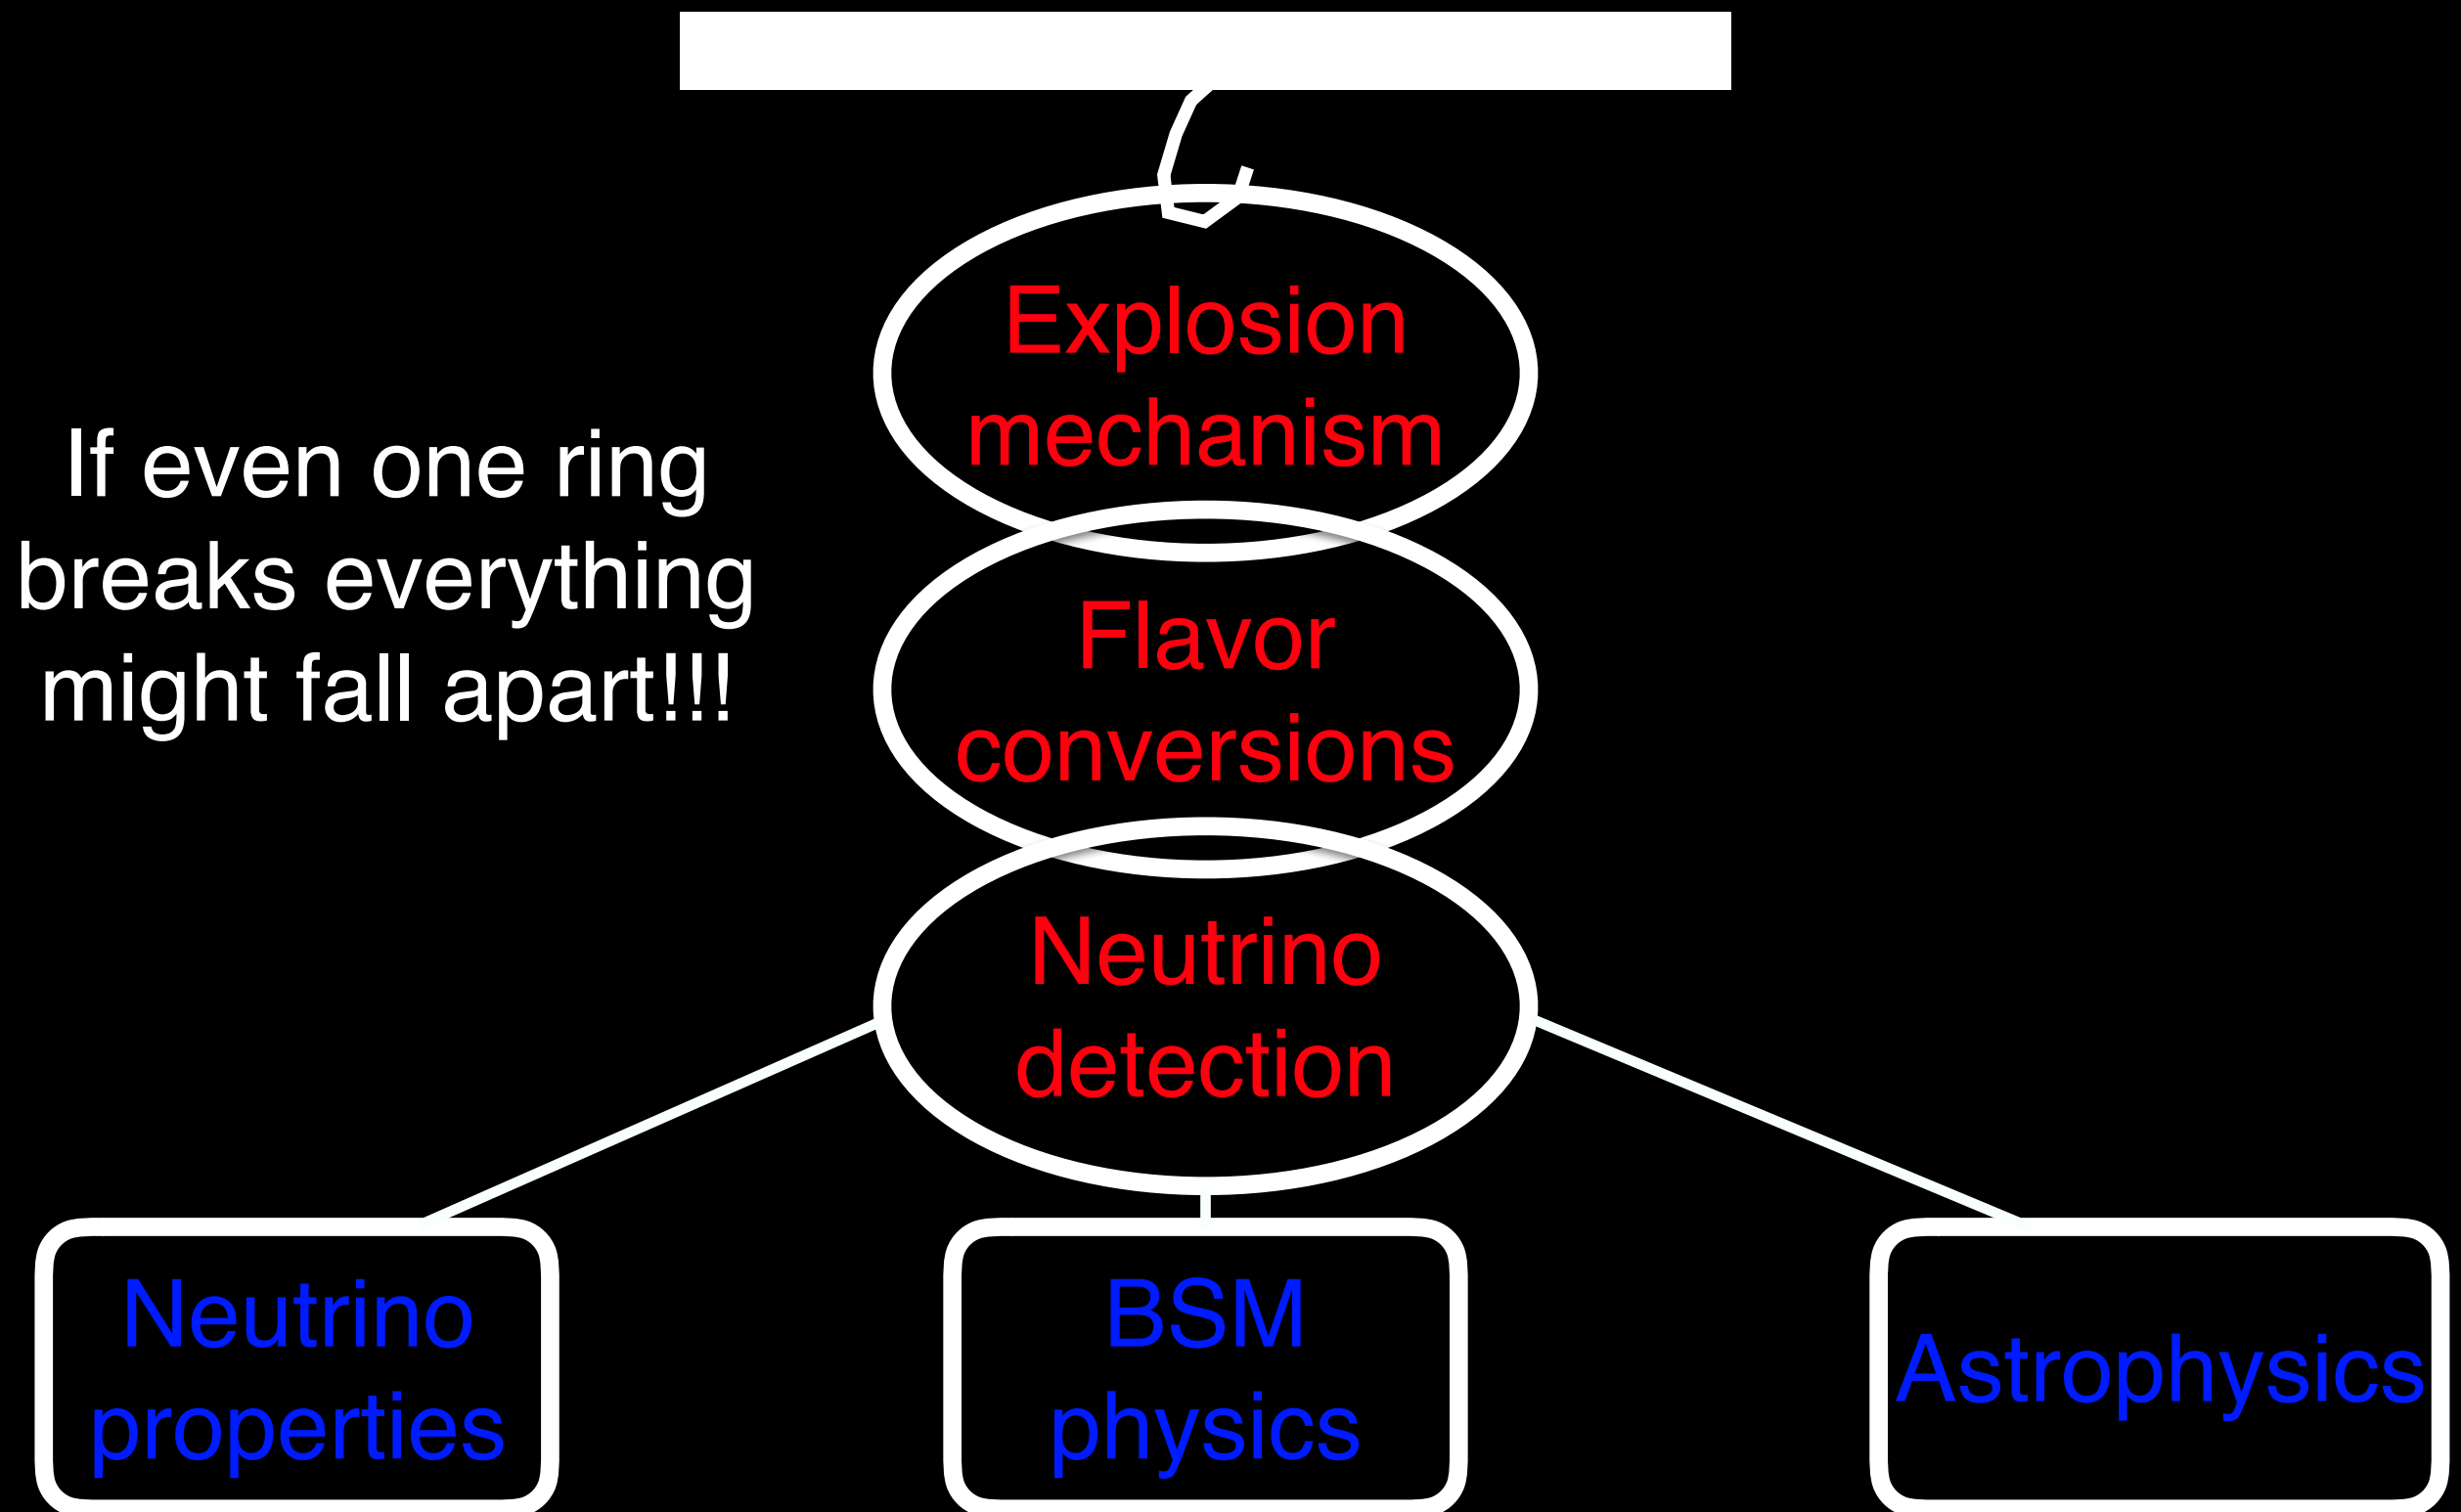 Explosion
mechanism
If even one ring
breaks everything
might fall apart!!!
Flavor
conversions
Neutrino
detection
Neutrino
properties
BSM
physics
Astrophysics